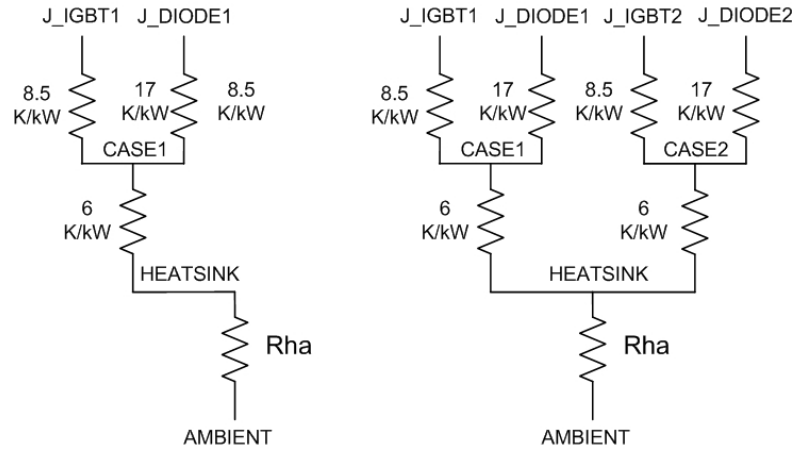 J_IGBT1 J_DIODE1
8.5 K/kW
17 K/kW
8.5 K/kW
CASE1
6 K/kW
HEATSINK
Rha
AMBIENT
J_IGBT1 J_DIODE1 J_IGBT2 J_DIODE2
8.5 K/kW
17 K/kW
8.5 K/kW
17 K/kW
CASE1 CASE2
6 K/kW
6 K/kW
HEATSINK
Rha
AMBIENT